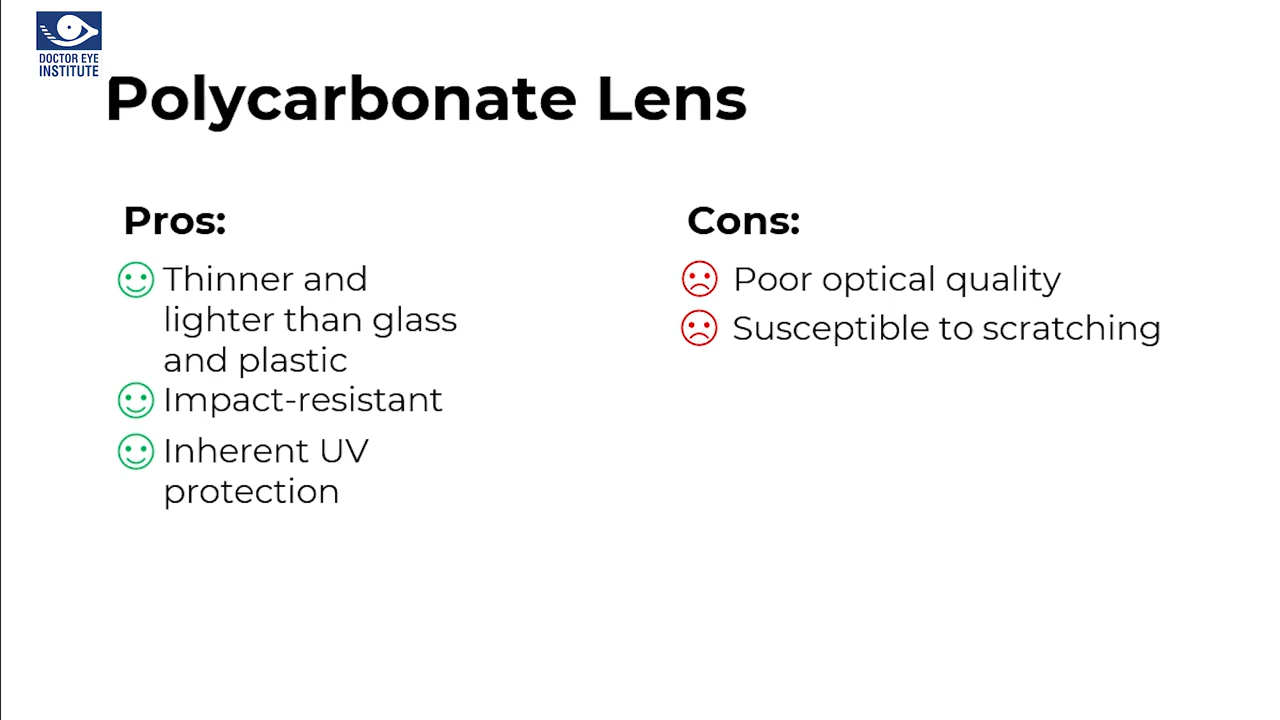 DOCTOR EYE
INSTITUTE
Polycarbonate Lens
Pros:
Thinner and
lighter than glass
and plastic
Impact-resistant
Inherent UV
protection
Cons:
Poor optical quality
Susceptible to scratching